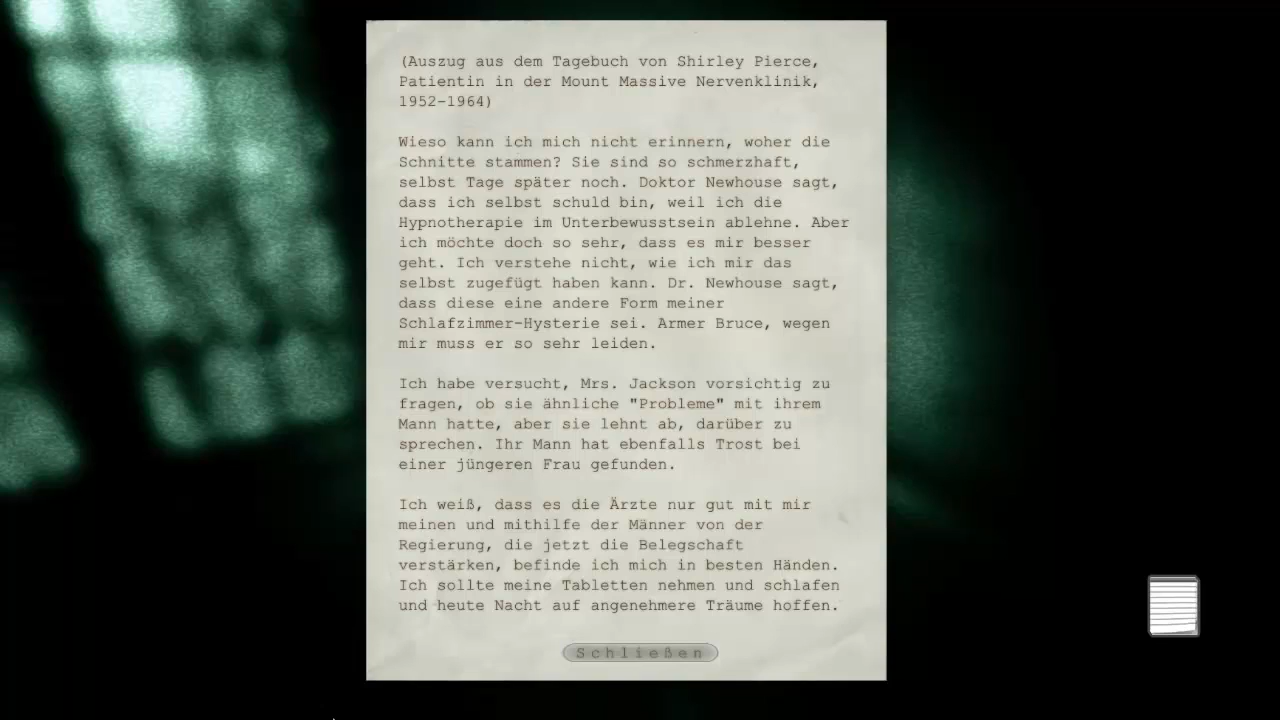 (Auszug aus dem Tagebuch von Shirley Pierce,
Patientin in der Mount Massive Nervenklinik,
1952-1964)
Wieso kann ich mich nicht erinnern, woher die
Schnitte stammen? Sie sind so schmerzhaft,
selbst Tage später noch. Doktor Newhouse sagt,
dass ich selbst schuld bin, weil ich die
Hypnotherapie im Unterbewusstsein ablehne. Aber
ich möchte doch so sehr, dass es mir besser
geht. Ich verstehe nicht, wie ich mir das
selbst zugefügt haben kann. Dr. Newhouse sagt,
dass diese eine andere Form meiner
Schlafzimmer-Hysterie sei. Armer Bruce, wegen
mir muss er so sehr leiden.
Ich habe versucht, Mrs. Jackson vorsichtig zu
fragen, ob sie ähnliche "Probleme" mit ihrem
Mann hatte, aber sie lehnt ab, darüber zu
sprechen. Ihr Mann hat ebenfalls Trost bei
einer jüngeren Frau gefunden.
Ich weiß, dass es die Ärzte nur gut mit mir
meinen und mithilfe der Männer von der
Regierung, die jetzt die Belegschaft
verstärken, befinde ich mich in besten Händen.
Ich sollte meine Tabletten nehmen und schlafen
und heute Nacht auf angenehmere Träume hoffen.
Schließen